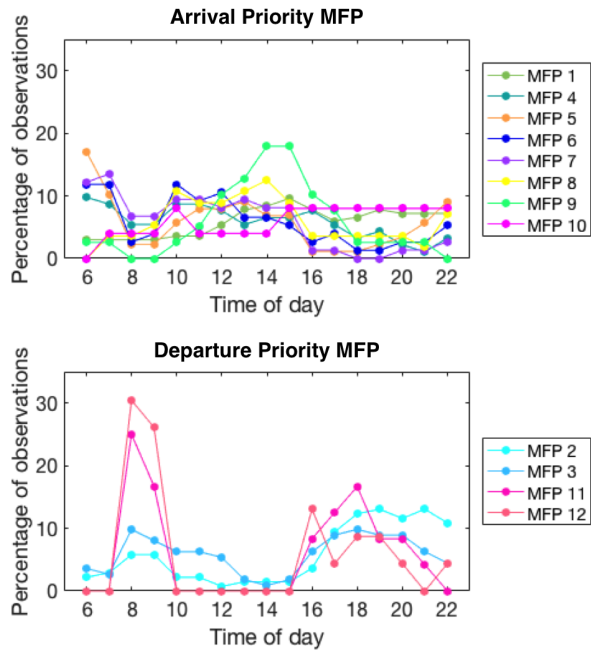 Arrival Priority MFP
Percentage of observations
30
20
10
0
6 8 10 12 14 16 18 20 22
Time of day
MFP 1
MFP 4
MFP 5
MFP 6
MFP 7
MFP 8
MFP 9
MFP 10
Departure Priority MFP
Percentage of observations
30
20
10
0
6 8 10 12 14 16 18 20 22
Time of day
MFP 2
MFP 3
MFP 11
MFP 12